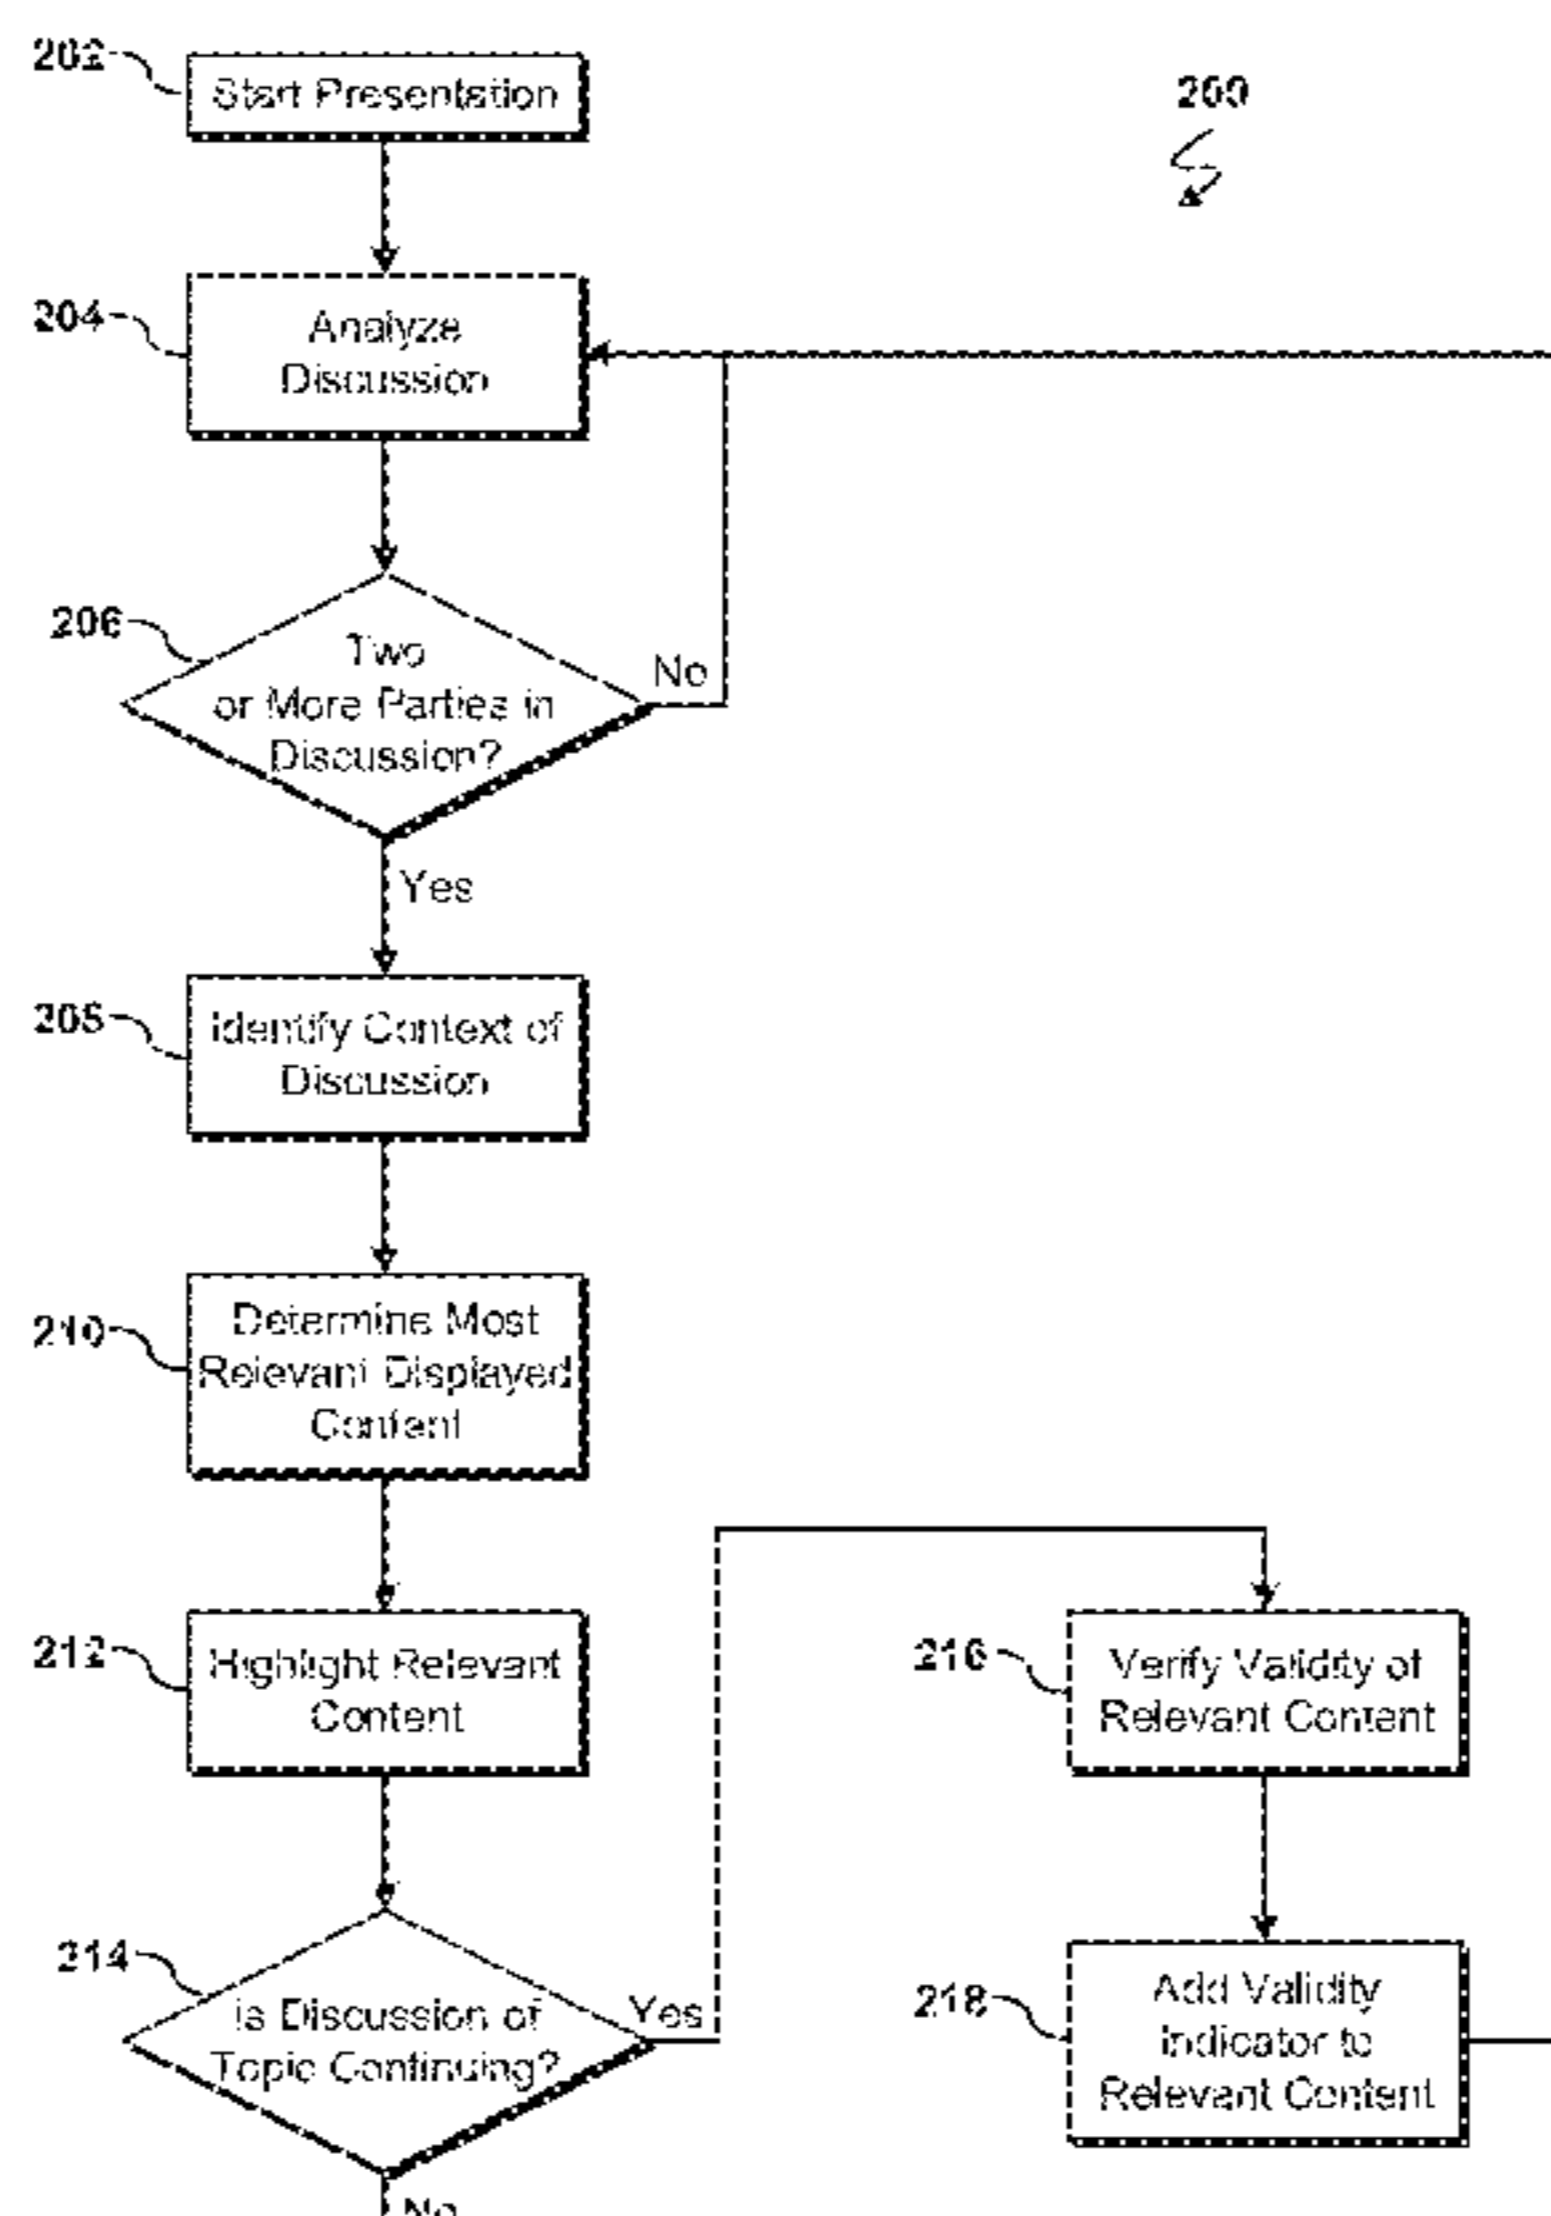 202
Start Presentation
200
204
Analyze
Discussion
206
Two
or More Parties in
Discussion?
No
Yes
208
Identify Context of
Discussion
210
Determine Most
Relevant Displayed
Content
212
Highlight Relevant
Content
216
Verify Validity of
Relevant Content
214
Is Discussion of
Topic Continuing?
Yes
218
Add Validity
Indicator to
Relevant Content
No